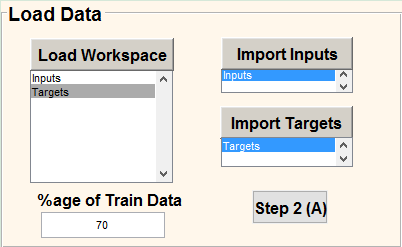 Load Data
Load Workspace
Inputs
Targets
%age of Train Data
70
Import Inputs
Inputs
Import Targets
Targets
Step 2 (A)